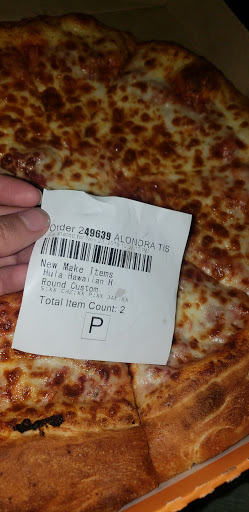 Order 249639 ALONDRA TIS
New Make Items
Hula Hawaiian M
Round Custom
Total Item Count: 2
P